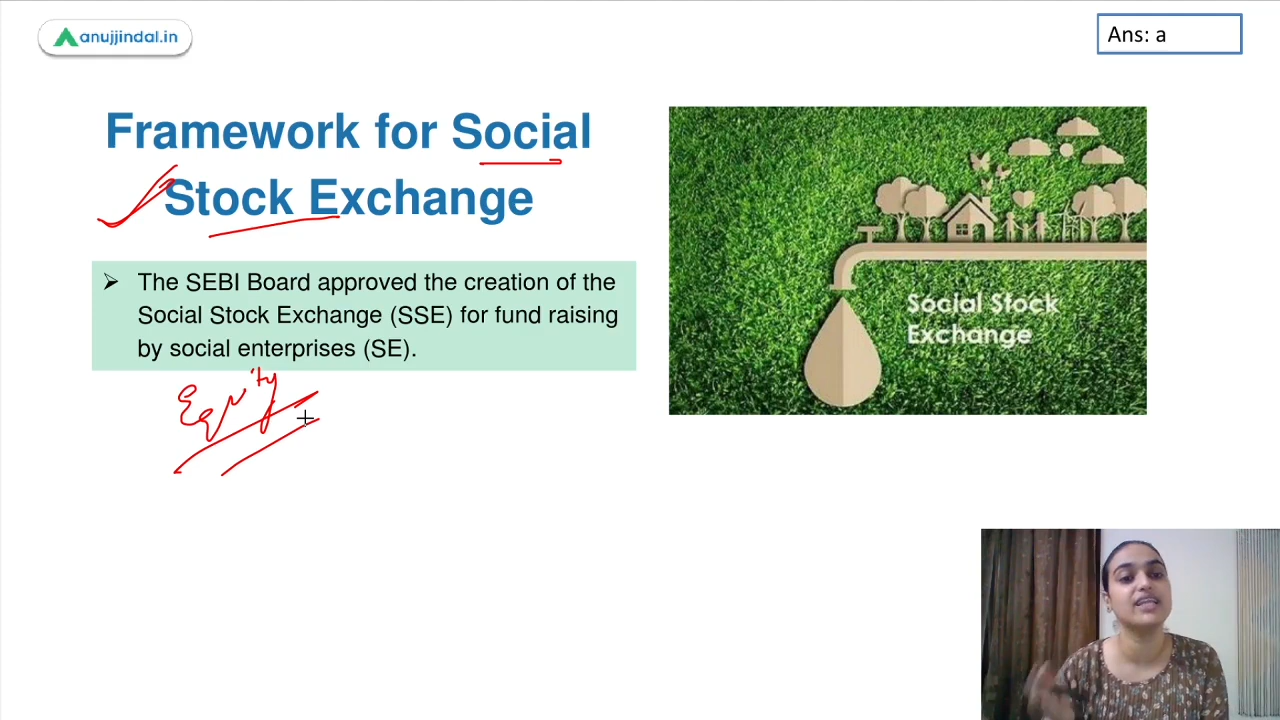 anujjindal.in
Ans: a
Framework for Social
Stock Exchange
➢ The SEBI Board approved the creation of the
Social Stock Exchange (SSE) for fund raising
by social enterprises (SE).
Equity
Social Stock
Exchange